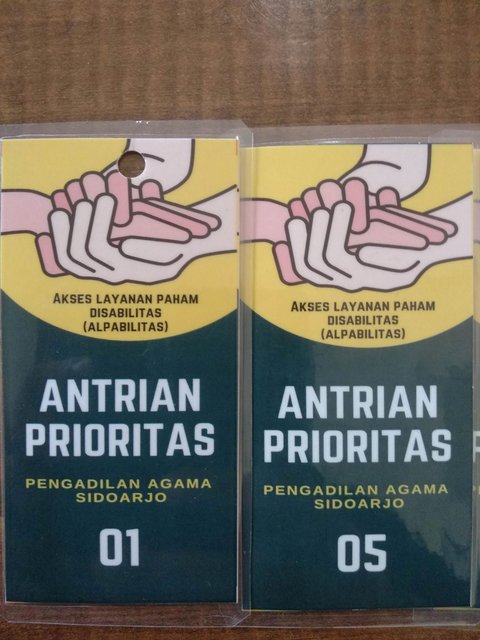 AKSES LAYANAN PAHAM
DISABILITAS
(ALPABILITAS)
ANTRIAN
PRIORITAS
PENGADILAN AGAMA
SIDOARJO
01
AKSES LAYANAN PAHAM
DISABILITAS
(ALPABILITAS)
ANTRIAN
PRIORITAS
PENGADILAN AGAMA
SIDOARJO
05